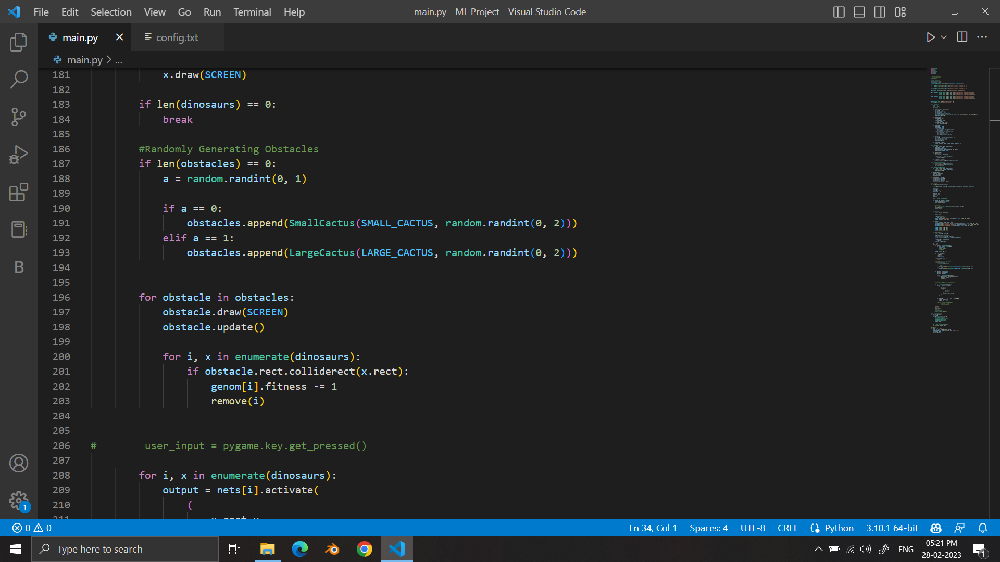 File Edit Selection View Go Run Terminal Help
main.py - ML Project - Visual Studio Code
main.py
config.txt
main.py > ...
181 x.draw(SCREEN)
182
183 if len(dinosaurs) == 0:
184 break
185
186 #Randomly Generating Obstacles
187 if len(obstacles) == 0:
188 a = random.randint(0, 1)
189
190 if a == 0:
191 obstacles.append(SmallCactus(SMALL_CACTUS, random.randint(0, 2)))
192 elif a == 1:
193 obstacles.append(LargeCactus(LARGE_CACTUS, random.randint(0, 2)))
194
195
196 for obstacle in obstacles:
197 obstacle.draw(SCREEN)
198 obstacle.update()
199
200 for i, x in enumerate(dinosaurs):
201 if obstacle.rect.colliderect(x.rect):
202 genom[i].fitness -= 1
203 remove(i)
204
205
206 # user_input = pygame.key.get_pressed()
207
208 for i, x in enumerate(dinosaurs):
209 output = nets[i].activate(
210 (
211 x.rect.y
B
1
0 0
Ln 34, Col 1 Spaces: 4 UTF-8 CRLF Python 3.10.1 64-bit
Type here to search
ENG
05:21 PM
28-02-2023
1